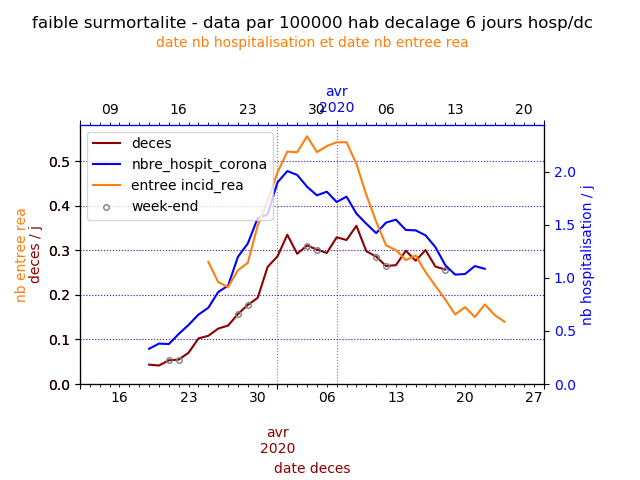 faible surmortalite - data par 100000 hab decalage 6 jours hosp/dc
date nb hospitalisation et date nb entree rea
avr
2020
09 16 23 30 06 13 20
deces
nbre_hospit_corona
entree incid_rea
week-end
nb entree rea
deces / j
0.5
0.4
0.3
0.2
0.1
0.0
2.0
1.5
1.0
0.5
0.0
nb hospitalisation / j
16 23 30 06 13 20 27
avr
2020
date deces